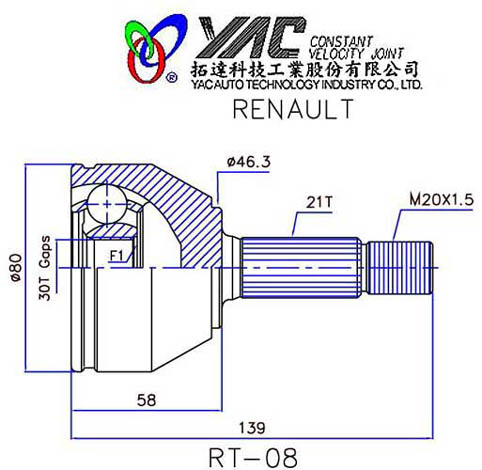 YAC CONSTANT
VELOCITY JOINT
®
拓達科技工業股份有限公司
YAC AUTO TECHNOLOGY INDUSTRY CO., LTD.
RENAULT
ø46.3
21T
M20X1.5
ø80
30T Gaps
F1
58
139
RT-08